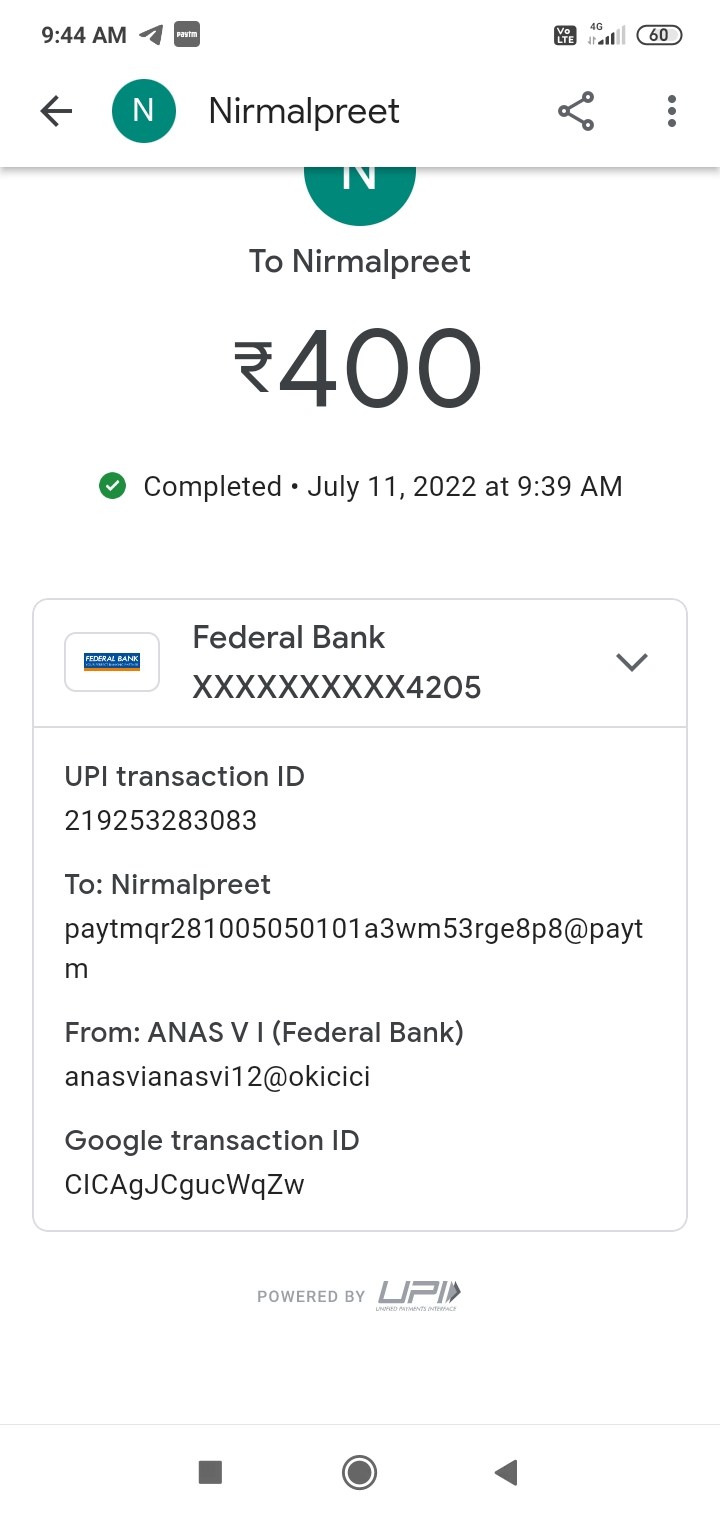 9:44 AM paytm Vo LTE 4G 60
N Nirmalpreet
N
To Nirmalpreet
₹400
Completed • July 11, 2022 at 9:39 AM
Federal Bank
FEDERAL BANK
XXXXXXXXXX4205
UPI transaction ID
219253283083
To: Nirmalpreet
paytmqr281005050101a3wm53rge8p8@payt
m
From: ANAS V I (Federal Bank)
anasvianasvi12@okicici
Google transaction ID
CICAgJCgucWqZw
POWERED BY UPI
UNIFIED PAYMENTS INTERFACE